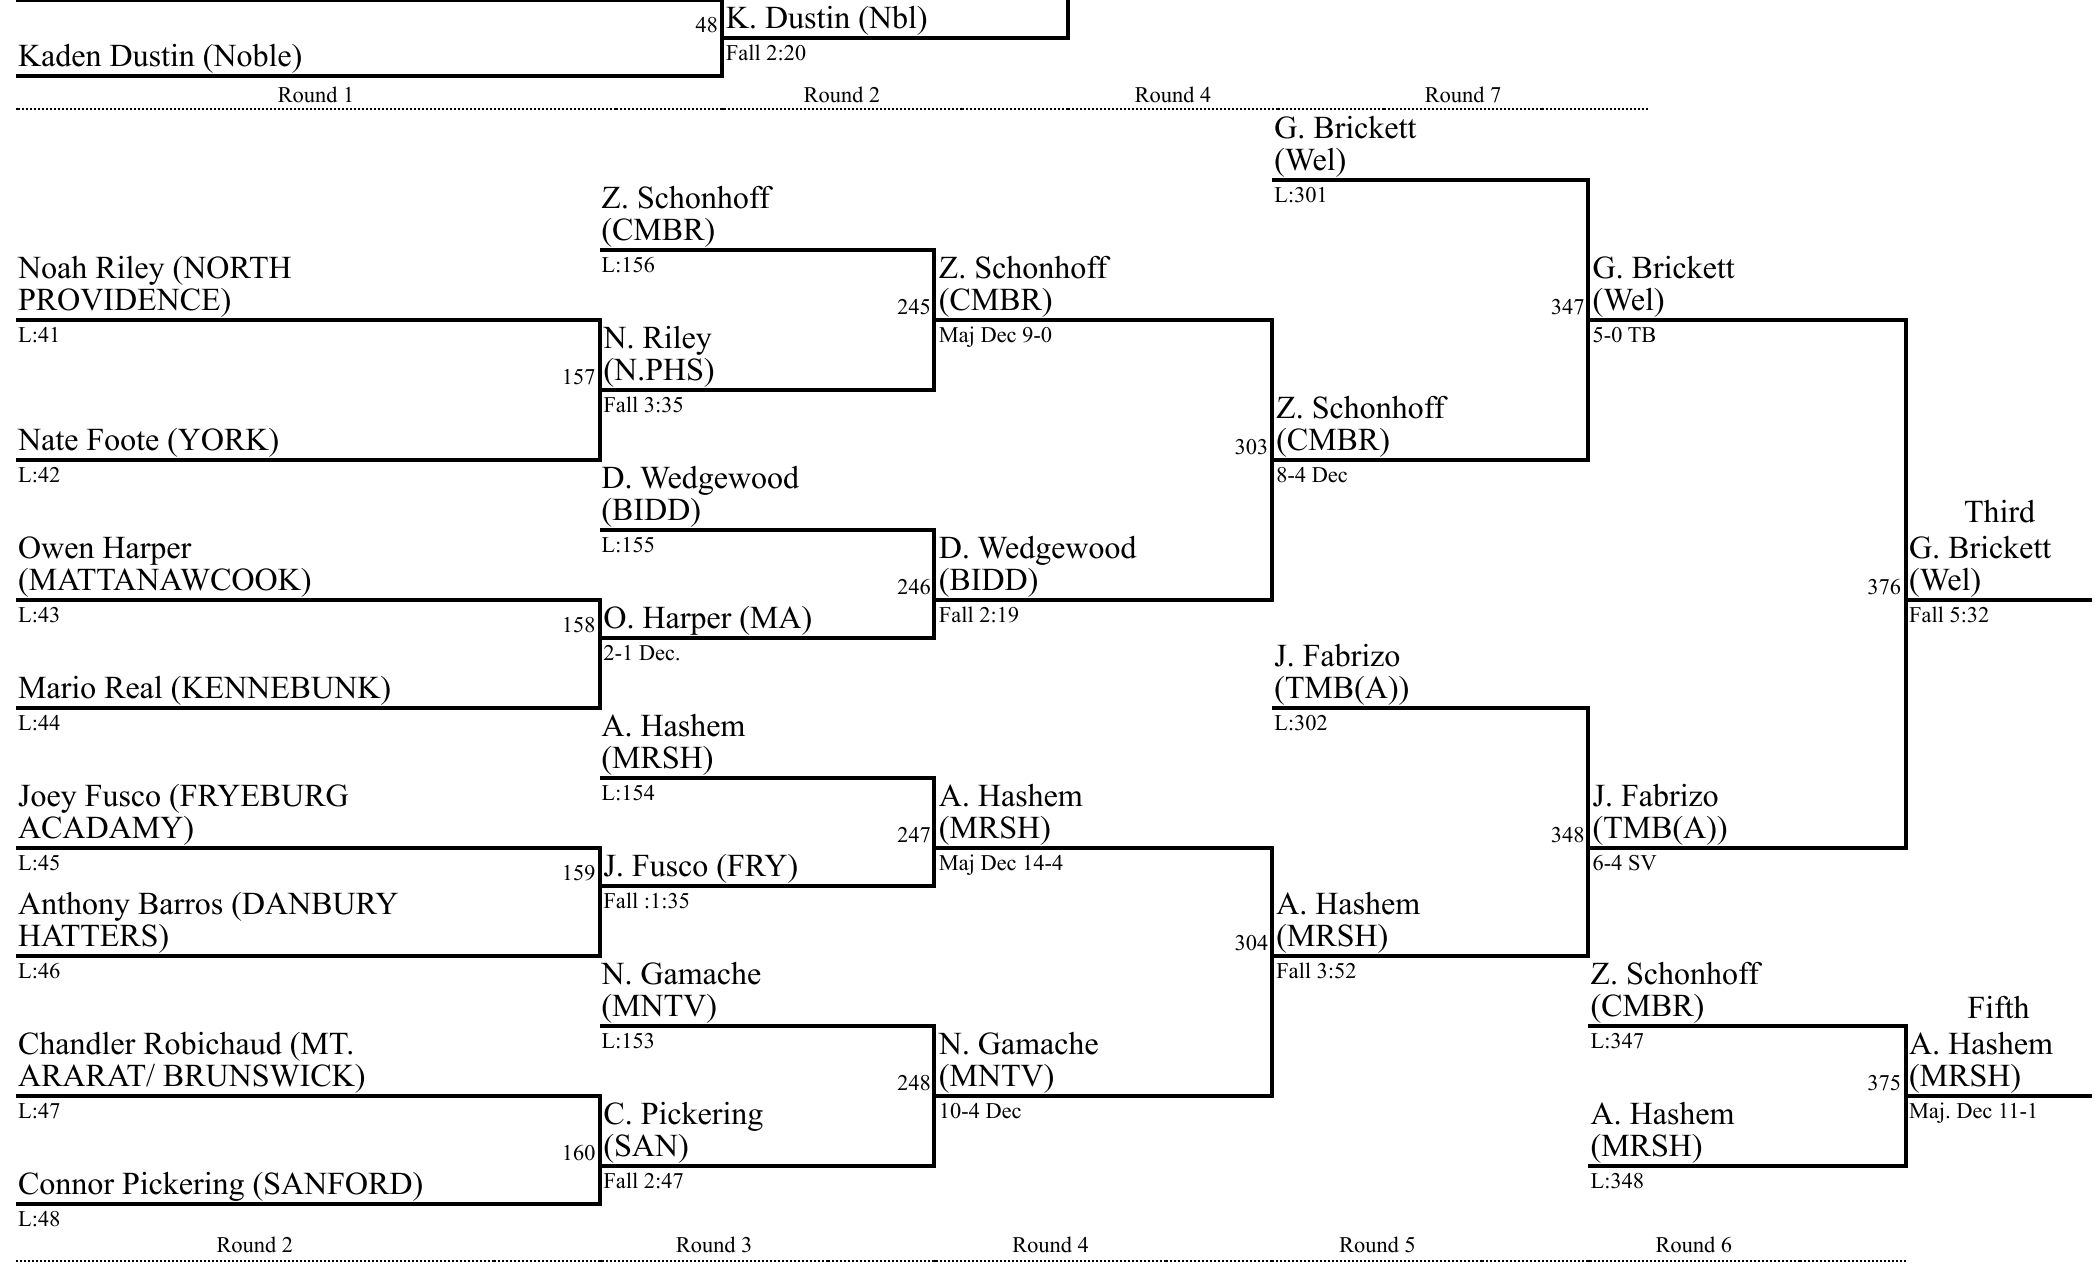 48
K. Dustin (Nbl)
Kaden Dustin (Noble)
Fall 2:20
Round 1
Round 2
Round 4
Round 7
G. Brickett
(Wel)
L:301
Z. Schonhoff
(CMBR)
L:156
Noah Riley (NORTH
PROVIDENCE)
L:41
245
Z. Schonhoff
(CMBR)
Maj Dec 9-0
347
G. Brickett
(Wel)
5-0 TB
157
N. Riley
(N.PHS)
Fall 3:35
Nate Foote (YORK)
L:42
303
Z. Schonhoff
(CMBR)
8-4 Dec
D. Wedgewood
(BIDD)
L:155
Owen Harper
(MATTANAWCOOK)
L:43
246
D. Wedgewood
(BIDD)
Fall 2:19
Third
376
G. Brickett
(Wel)
Fall 5:32
158
O. Harper (MA)
2-1 Dec.
Mario Real (KENNEBUNK)
L:44
J. Fabrizo
(TMB(A))
L:302
A. Hashem
(MRSH)
L:154
Joey Fusco (FRYEBURG
ACADAMY)
L:45
247
A. Hashem
(MRSH)
Maj Dec 14-4
348
J. Fabrizo
(TMB(A))
6-4 SV
159
J. Fusco (FRY)
Fall :1:35
Anthony Barros (DANBURY
HATTERS)
L:46
304
A. Hashem
(MRSH)
Fall 3:52
N. Gamache
(MNTV)
L:153
Z. Schonhoff
(CMBR)
L:347
Chandler Robichaud (MT.
ARARAT/ BRUNSWICK)
L:47
248
N. Gamache
(MNTV)
10-4 Dec
Fifth
375
A. Hashem
(MRSH)
Maj. Dec 11-1
160
C. Pickering
(SAN)
Fall 2:47
A. Hashem
(MRSH)
L:348
Connor Pickering (SANFORD)
L:48
Round 2
Round 3
Round 4
Round 5
Round 6